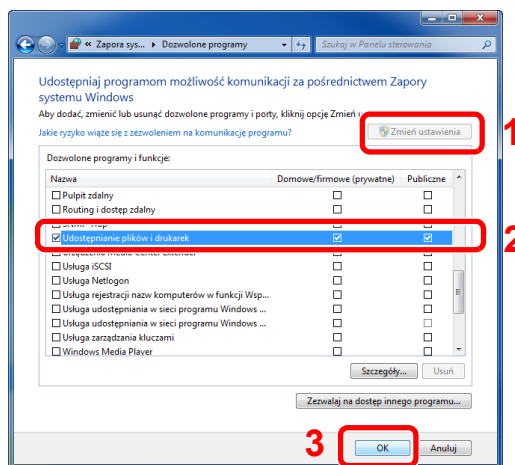 Zapora sys... Dozwolone programy
Szukaj w Panelu sterowania
Udostępniaj programom możliwość komunikacji za pośrednictwem Zapory
systemu Windows
Aby dodać, zmienić lub usunąć dozwolone programy i porty, kliknij opcję Zmień
Jakie ryzyko wiąże się z zezwoleniem na komunikację programu?
Zmień ustawienia
1
Dozwolone programy i funkcje:
Nazwa Domowe/firmowe (prywatne) Publiczne
Pulpit zdalny
Routing i dostęp zdalny
Udostępnianie plików i drukarek
2
Urządzenia Media Center Extender
Usługa iSCSI
Usługa Netlogon
Usługa rejestracji nazw komputerów w funkcji Wsp...
Usługa udostępniania w sieci programu Windows ...
Usługa udostępniania w sieci programu Windows ...
Usługa zarządzania kluczami
Windows Media Player
Szczegóły... Usuń
Zezwalaj na dostęp innego programu...
3
OK Anuluj